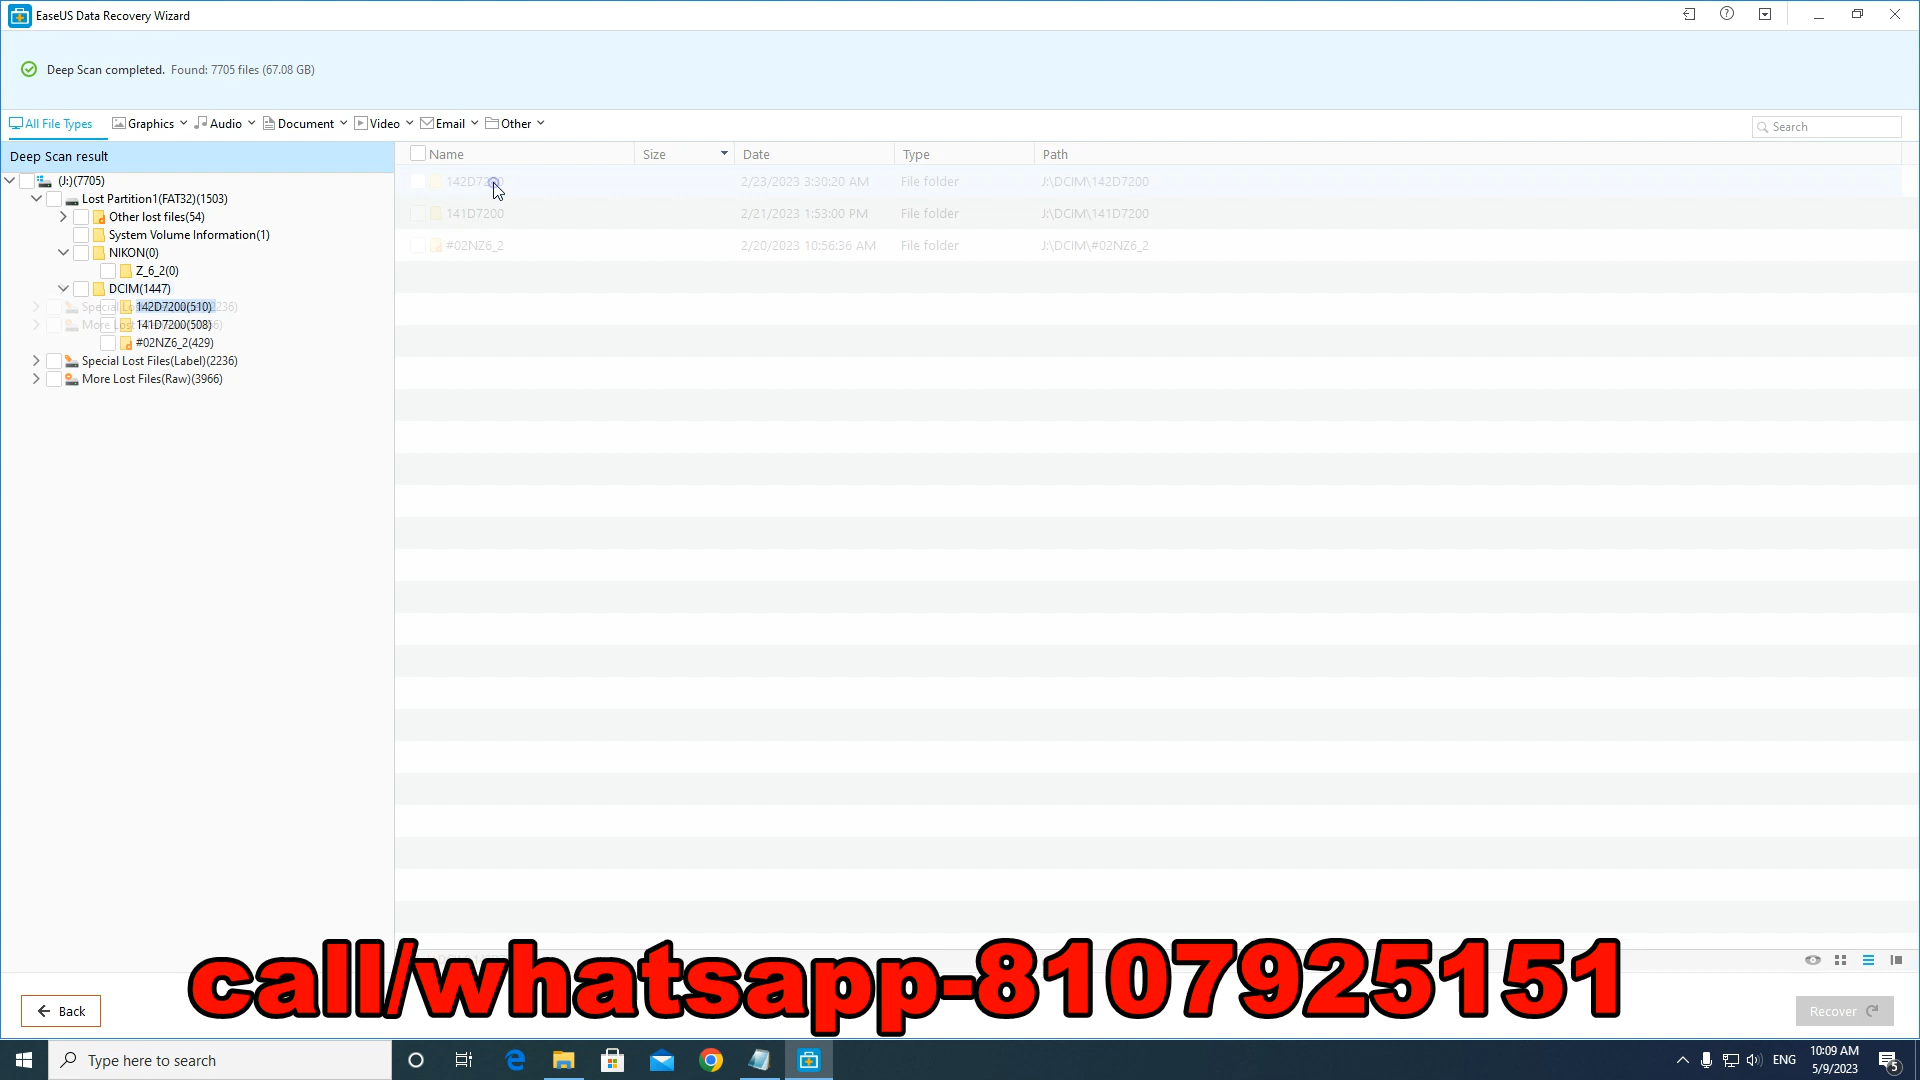 EaseUS Data Recovery Wizard
Deep Scan completed. Found: 7705 files (67.08 GB)
All File Types Graphics Audio Document Video Email Other
Search
Deep Scan result
Name Size Date Type Path
(J:)(7705)
142D7200 2/23/2023 3:30:20 AM File folder J:\DCIM\142D7200
Lost Partition1(FAT32)(1503)
Other lost files(54)
141D7200 2/21/2023 1:53:00 PM File folder J:\DCIM\141D7200
System Volume Information(1)
#02NZ6_2 2/20/2023 10:56:36 AM File folder J:\DCIM\#02NZ6_2
NIKON(0)
Z_6_2(0)
DCIM(1447)
142D7200(510)
141D7200(508)
#02NZ6_2(429)
Special Lost Files(Label)(2236)
More Lost Files(Raw)(3966)
call/whatsapp-8107925151
Back
Recover
Type here to search
ENG
10:09 AM
5/9/2023
5